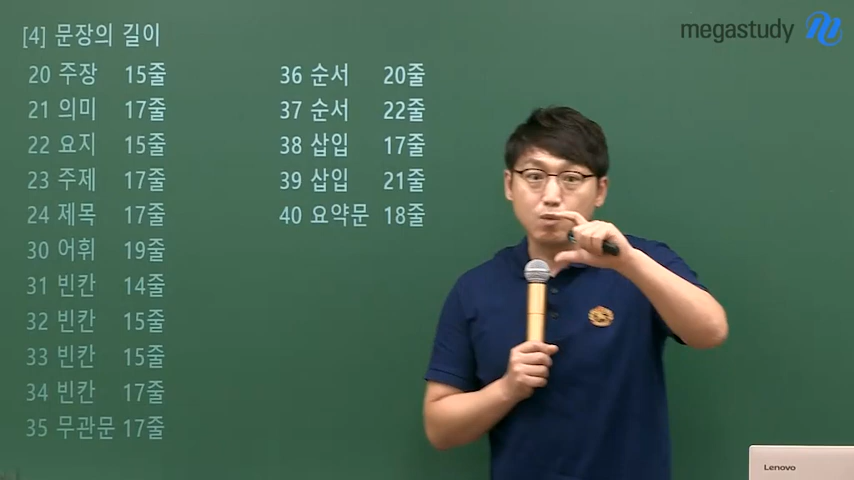 [4] 문장의 길이
20 주장 15줄
21 의미 17줄
22 요지 15줄
23 주제 17줄
24 제목 17줄
30 어휘 19줄
31 빈칸 14줄
32 빈칸 15줄
33 빈칸 15줄
34 빈칸 17줄
35 무관문 17줄
36 순서 20줄
37 순서 22줄
38 삽입 17줄
39 삽입 21줄
40 요약문 18줄
megastudy
Lenovo